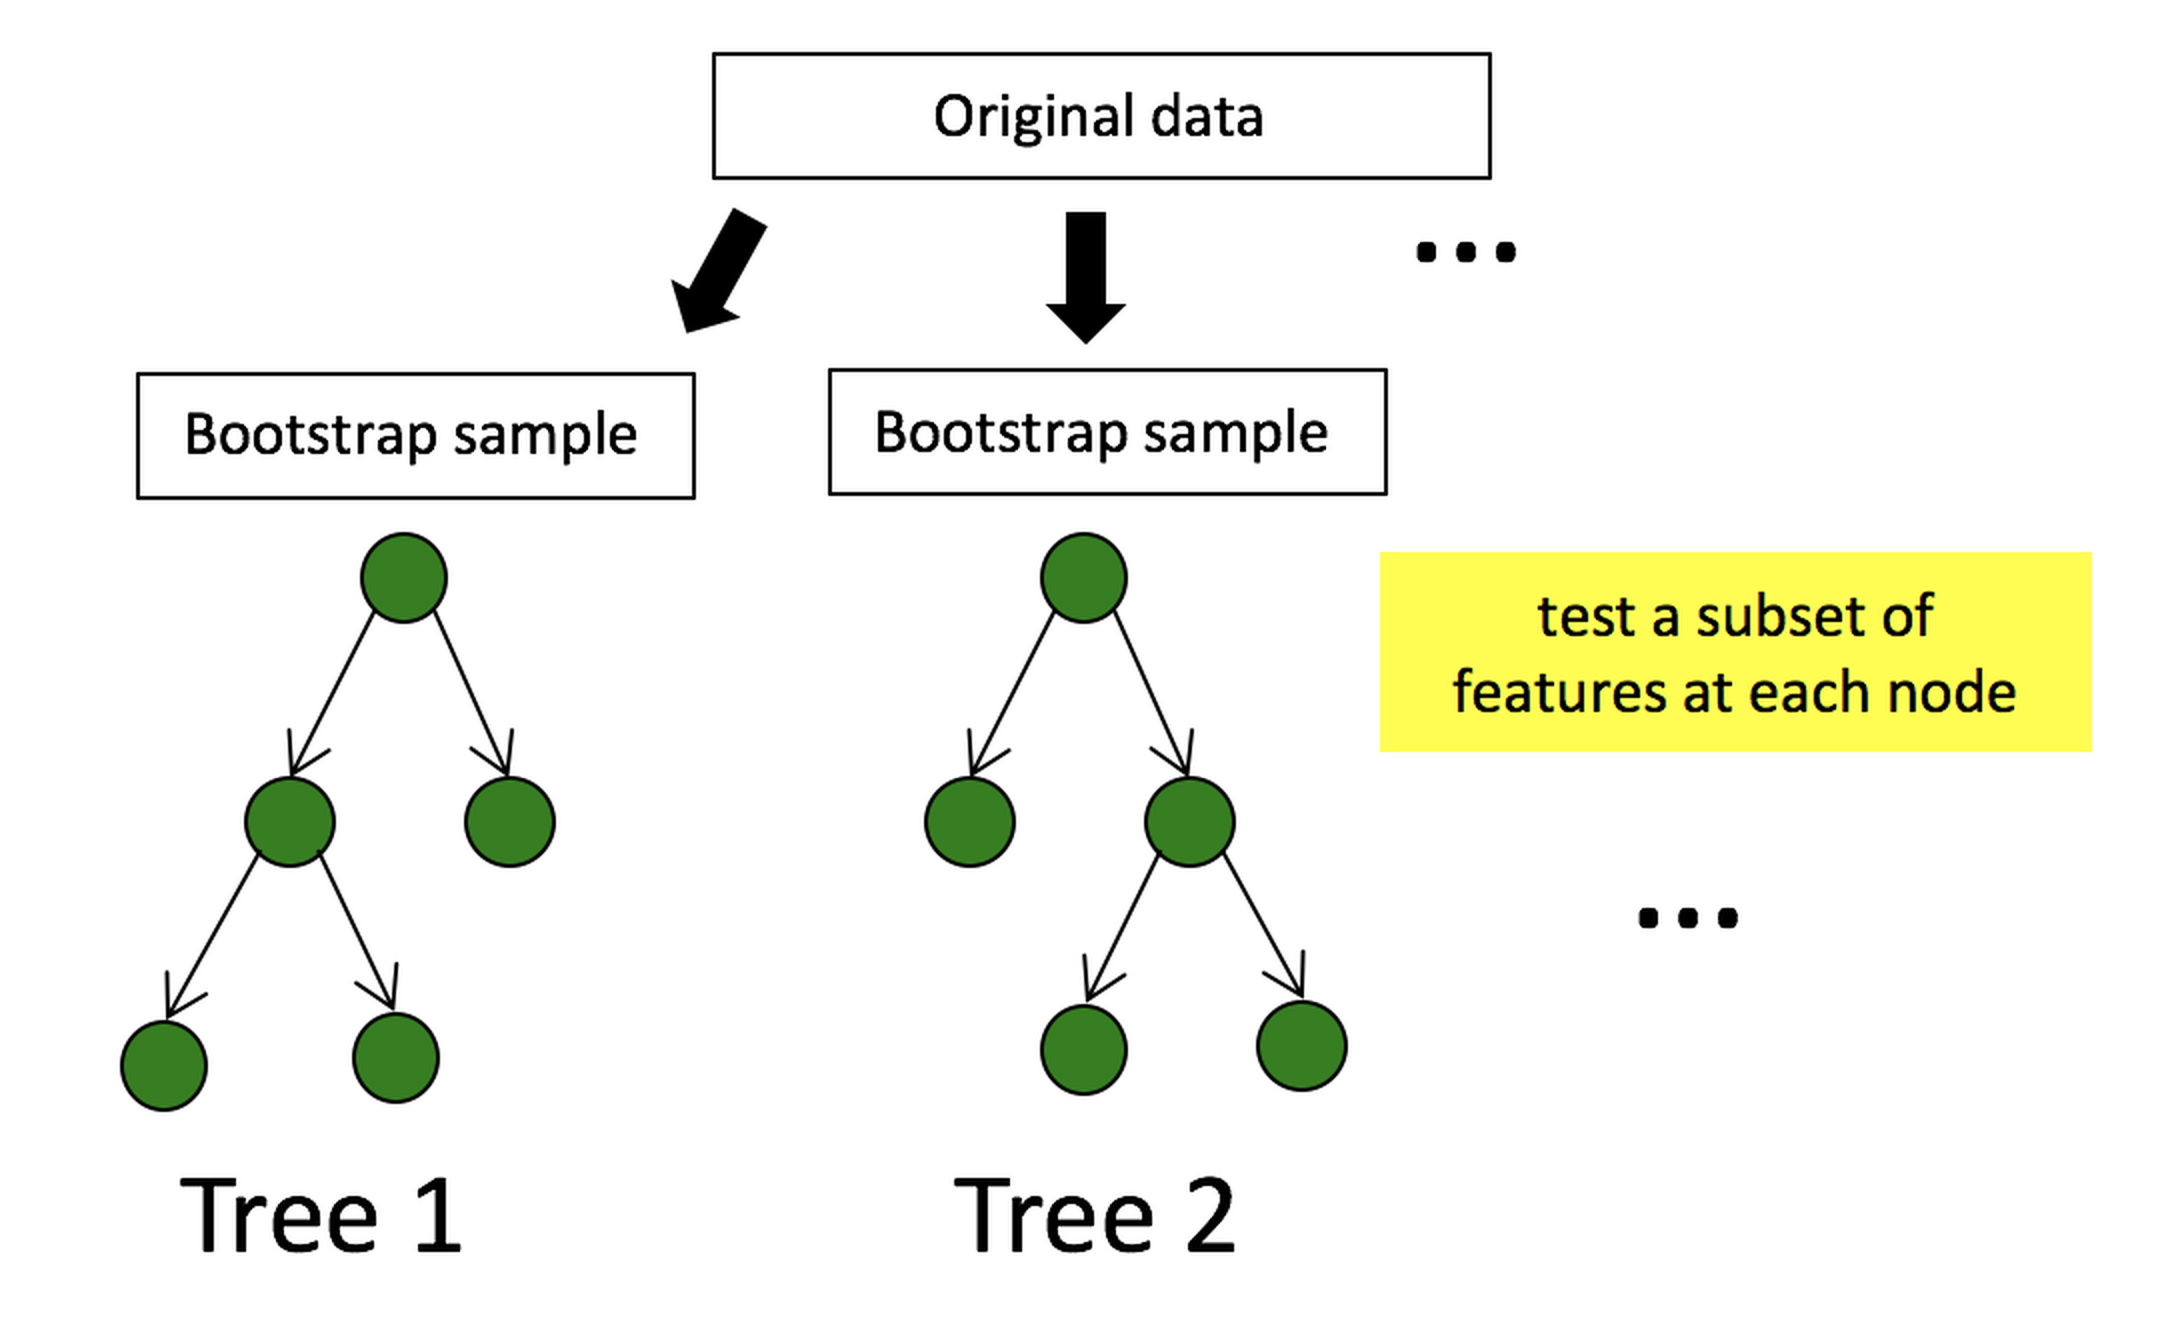 Original data
...
Bootstrap sample
Bootstrap sample
test a subset of
features at each node
...
Tree 1
Tree 2